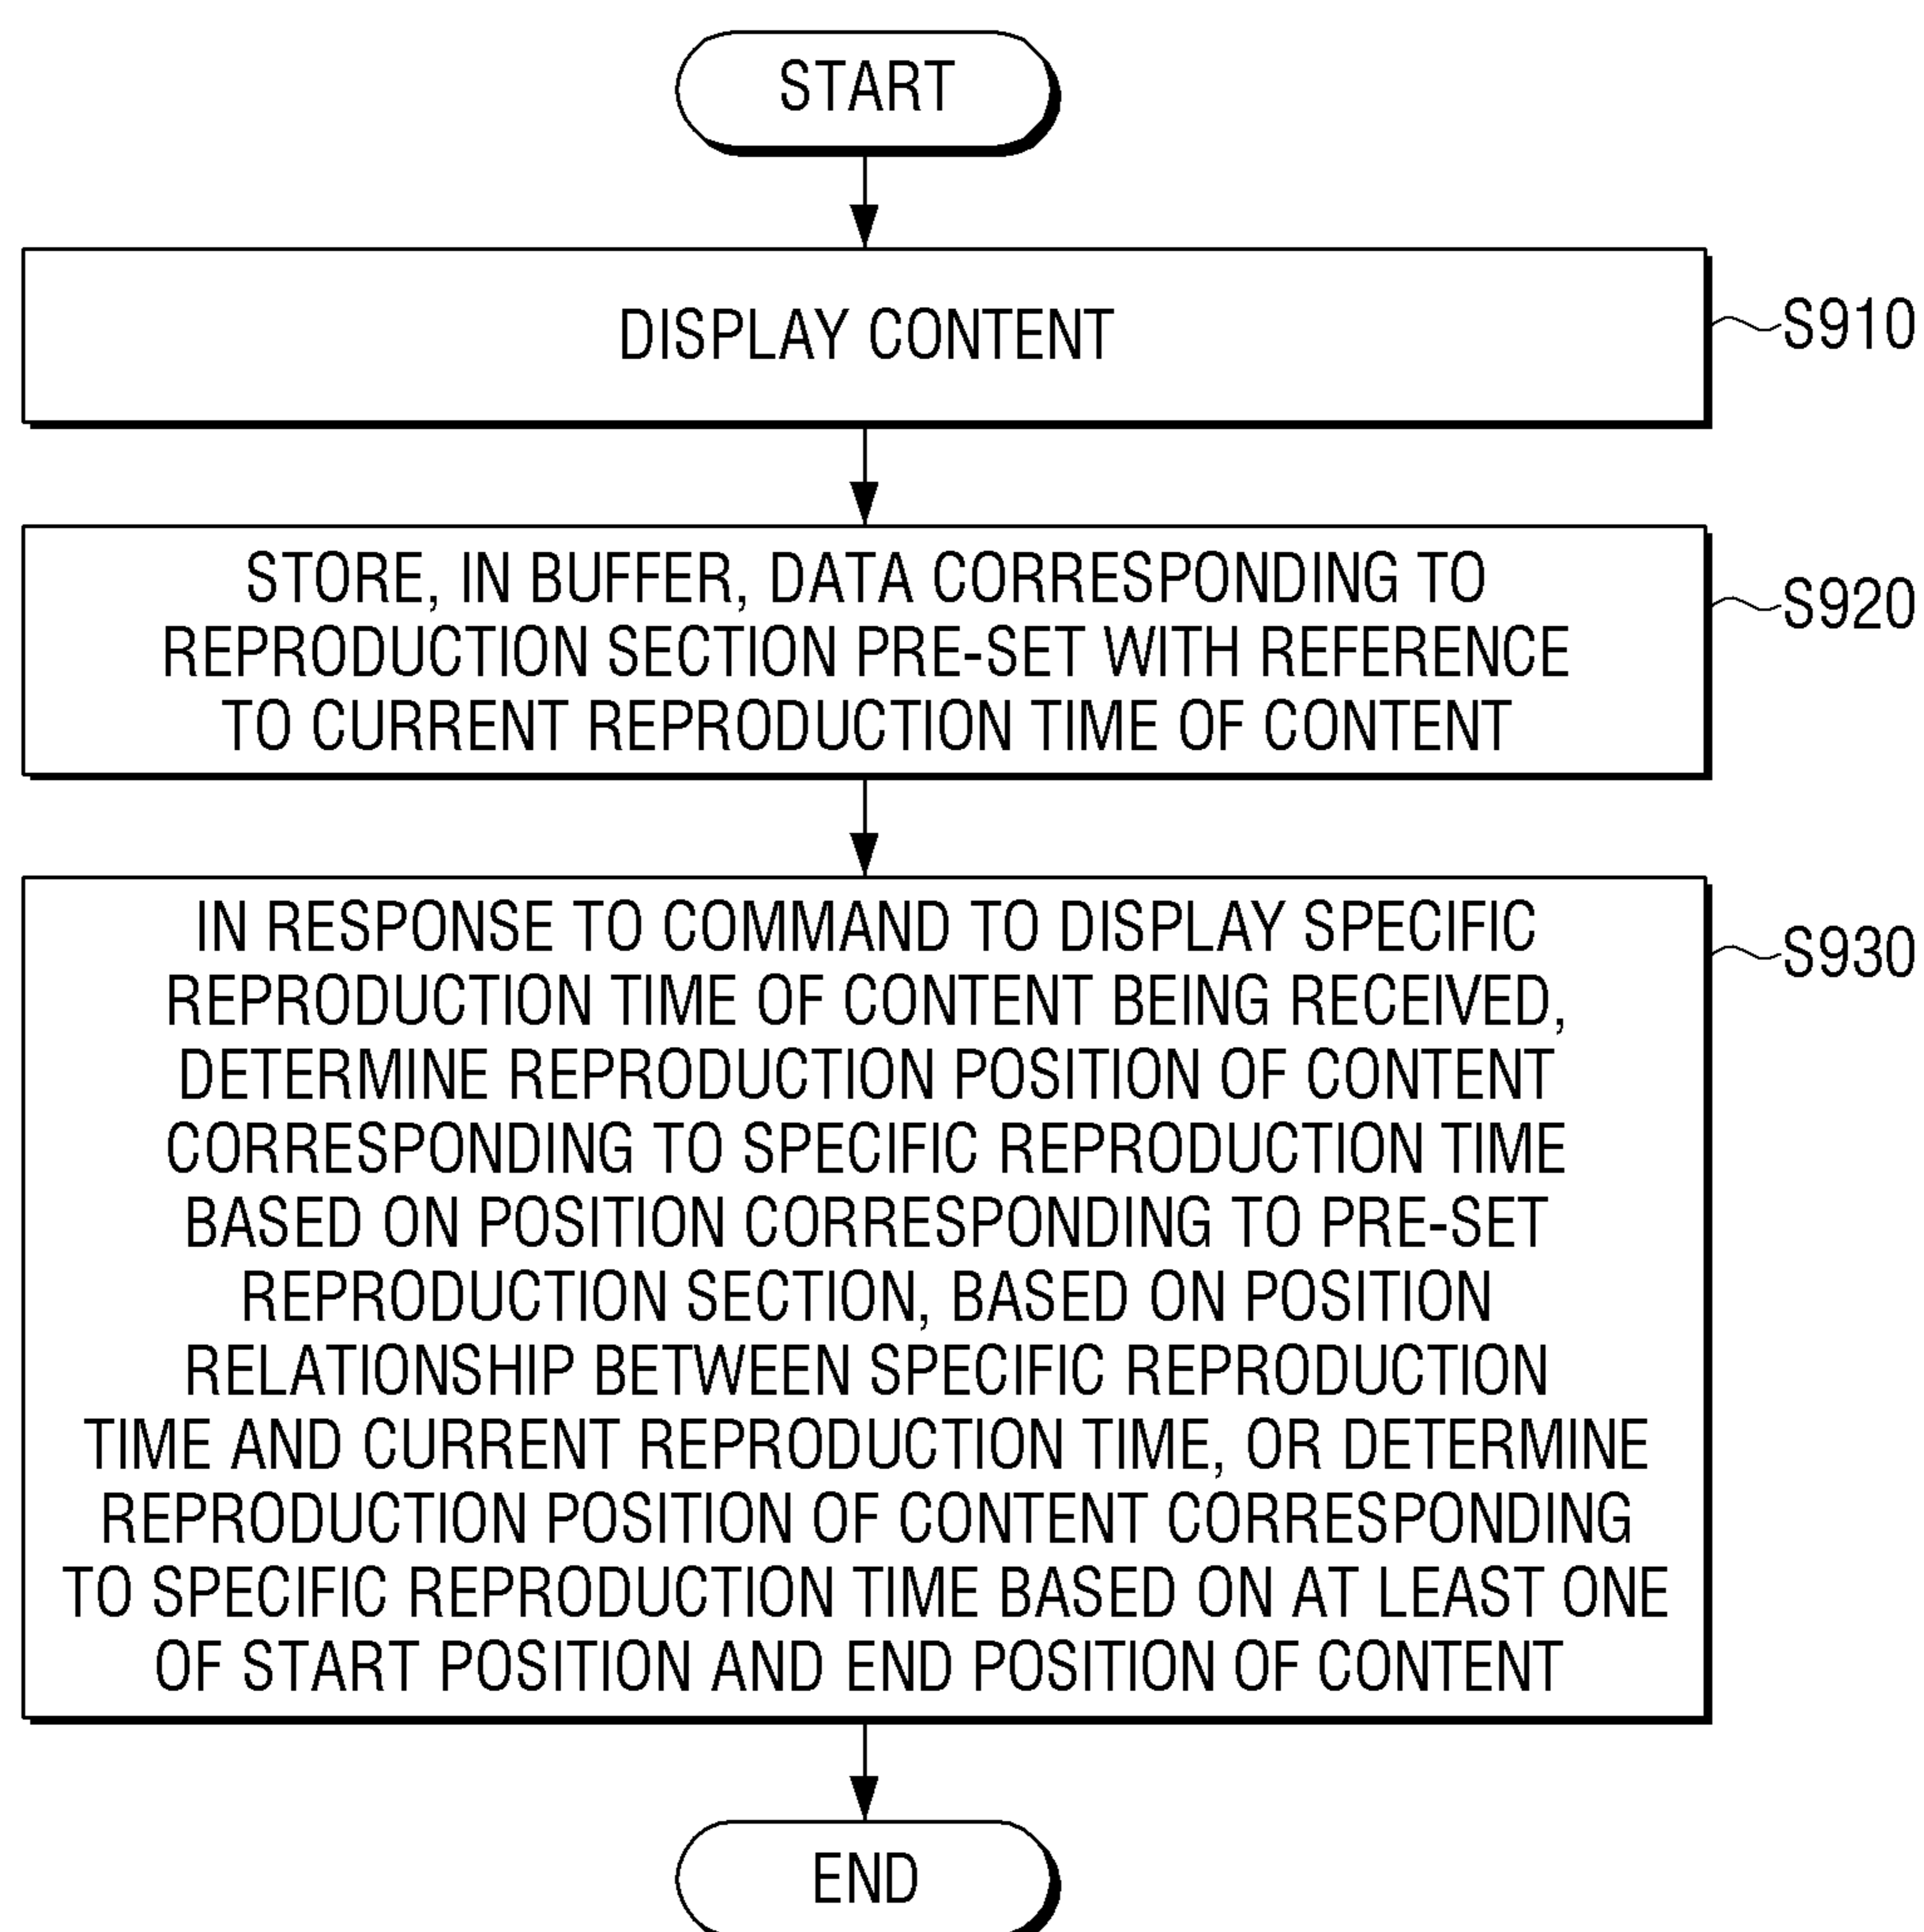 START
DISPLAY CONTENT
S910
STORE, IN BUFFER, DATA CORRESPONDING TO
REPRODUCTION SECTION PRE-SET WITH REFERENCE
TO CURRENT REPRODUCTION TIME OF CONTENT
S920
IN RESPONSE TO COMMAND TO DISPLAY SPECIFIC
REPRODUCTION TIME OF CONTENT BEING RECEIVED,
DETERMINE REPRODUCTION POSITION OF CONTENT
CORRESPONDING TO SPECIFIC REPRODUCTION TIME
BASED ON POSITION CORRESPONDING TO PRE-SET
REPRODUCTION SECTION, BASED ON POSITION
RELATIONSHIP BETWEEN SPECIFIC REPRODUCTION
TIME AND CURRENT REPRODUCTION TIME, OR DETERMINE
REPRODUCTION POSITION OF CONTENT CORRESPONDING
TO SPECIFIC REPRODUCTION TIME BASED ON AT LEAST ONE
OF START POSITION AND END POSITION OF CONTENT
S930
END